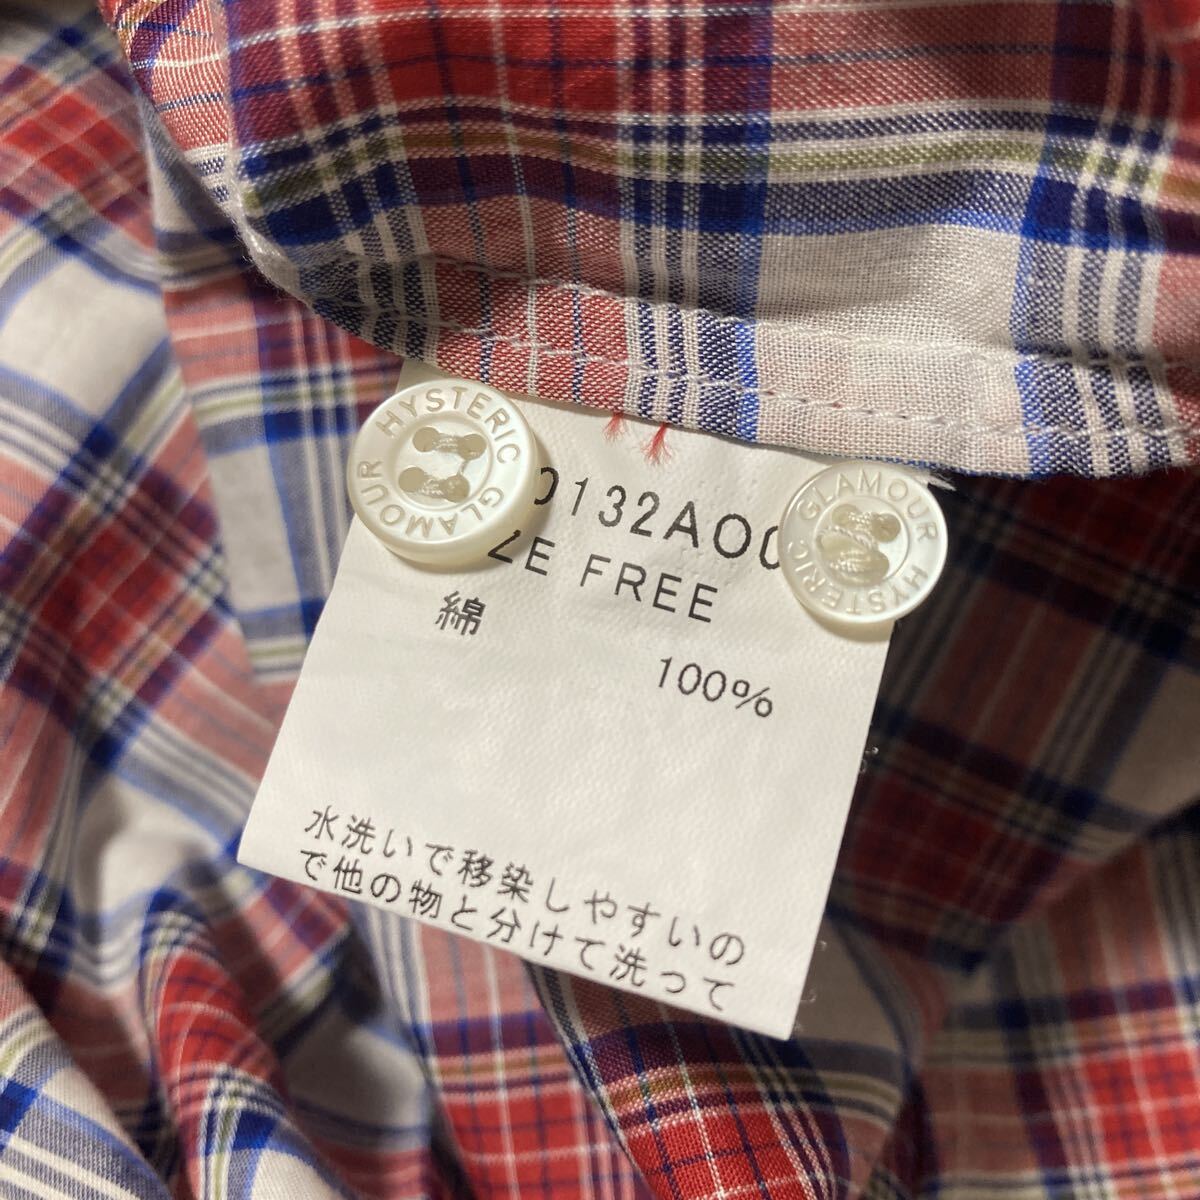 HYSTERIC GLAMOUR
HYSTERIC GLAMOUR
0132AO
ZE FREE
綿 100%
水洗いで移染しやすいの
で他の物と分けて洗って